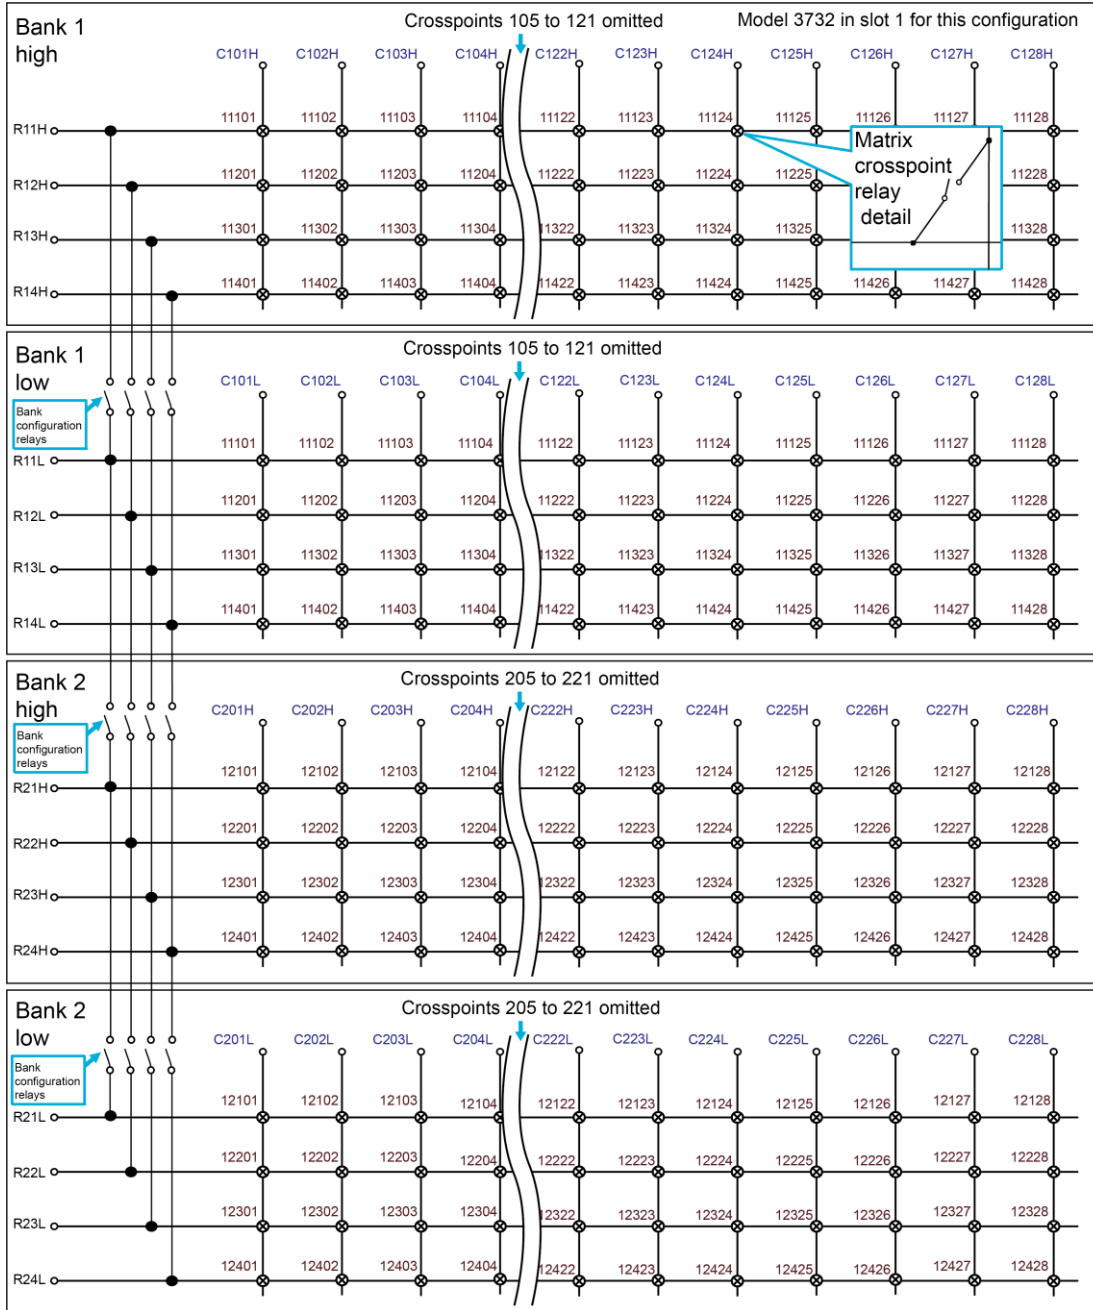 Bank 1
high
Crosspoints 105 to 121 omitted
Model 3732 in slot 1 for this configuration
C101H C102H C103H C104H C122H C123H C124H C125H C126H C127H C128H
11101 11102 11103 11104 11122 11123 11124 11125 11126 11127 11128
R11H
Matrix
crosspoint
relay
detail
11201 11202 11203 11204 11222 11223 11224 11225 11228
R12H
11301 11302 11303 11304 11322 11323 11324 11325 11328
R13H
11401 11402 11403 11404 11422 11423 11424 11425 11426 11427 11428
R14H
Bank 1
low
Crosspoints 105 to 121 omitted
C101L C102L C103L C104L C122L C123L C124L C125L C126L C127L C128L
Bank
configuration
relays
11101 11102 11103 11104 11122 11123 11124 11125 11126 11127 11128
R11L
11201 11202 11203 11204 11222 11223 11224 11225 11226 11227 11228
R12L
11301 11302 11303 11304 11322 11323 11324 11325 11326 11327 11328
R13L
11401 11402 11403 11404 11422 11423 11424 11425 11426 11427 11428
R14L
Bank 2
high
Crosspoints 205 to 221 omitted
C201H C202H C203H C204H C222H C223H C224H C225H C226H C227H C228H
Bank
configuration
relays
12101 12102 12103 12104 12122 12123 12124 12125 12126 12127 12128
R21H
12201 12202 12203 12204 12222 12223 12224 12225 12226 12227 12228
R22H
12301 12302 12303 12304 12322 12323 12324 12325 12326 12327 12328
R23H
12401 12402 12403 12404 12422 12423 12424 12425 12426 12427 12428
R24H
Bank 2
low
Crosspoints 205 to 221 omitted
C201L C202L C203L C204L C222L C223L C224L C225L C226L C227L C228L
Bank
configuration
relays
12101 12102 12103 12104 12122 12123 12124 12125 12126 12127 12128
R21L
12201 12202 12203 12204 12222 12223 12224 12225 12226 12227 12228
R22L
12301 12302 12303 12304 12322 12323 12324 12325 12326 12327 12328
R23L
12401 12402 12403 12404 12422 12423 12424 12425 12426 12427 12428
R24L